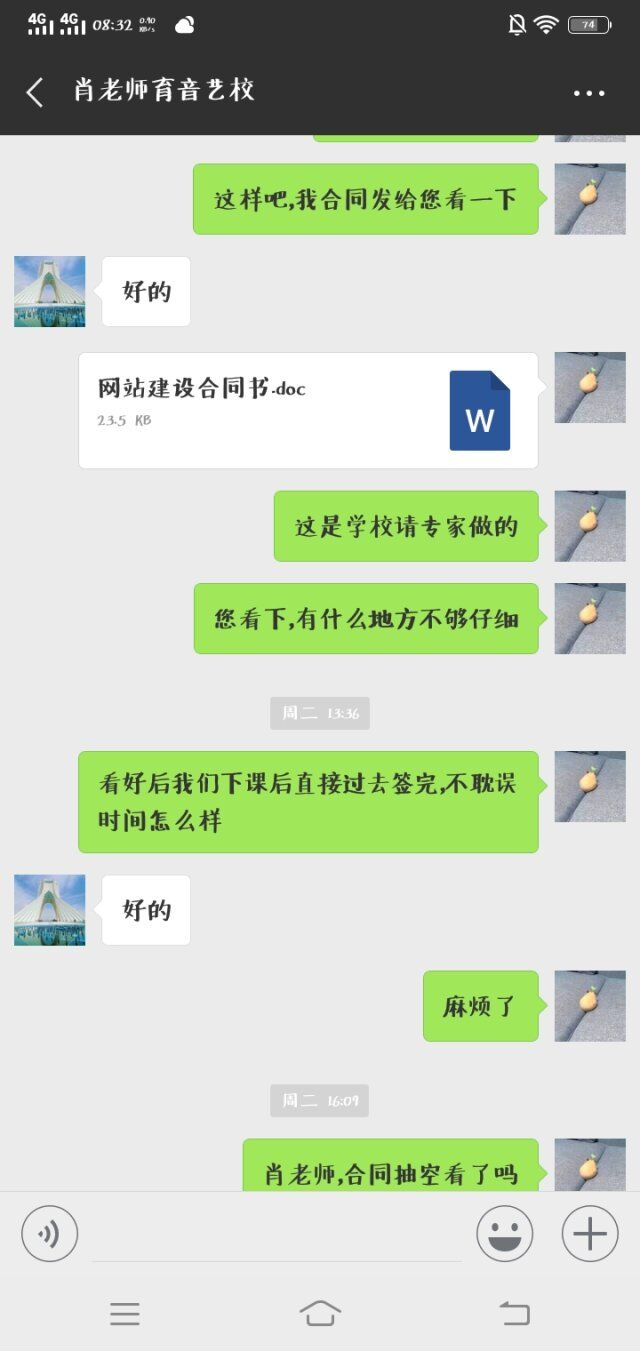 4G 4G 08:32 0.10 KB/s 74
肖老师育音艺校
这样吧,我合同发给您看一下
好的
网站建设合同书.doc
23.5 KB
W
这是学校请专家做的
您看下,有什么地方不够仔细
周二 13:36
看好后我们下课后直接过去签完,不耽误
时间怎么样
好的
麻烦了
周二 16:09
肖老师,合同抽空看了吗